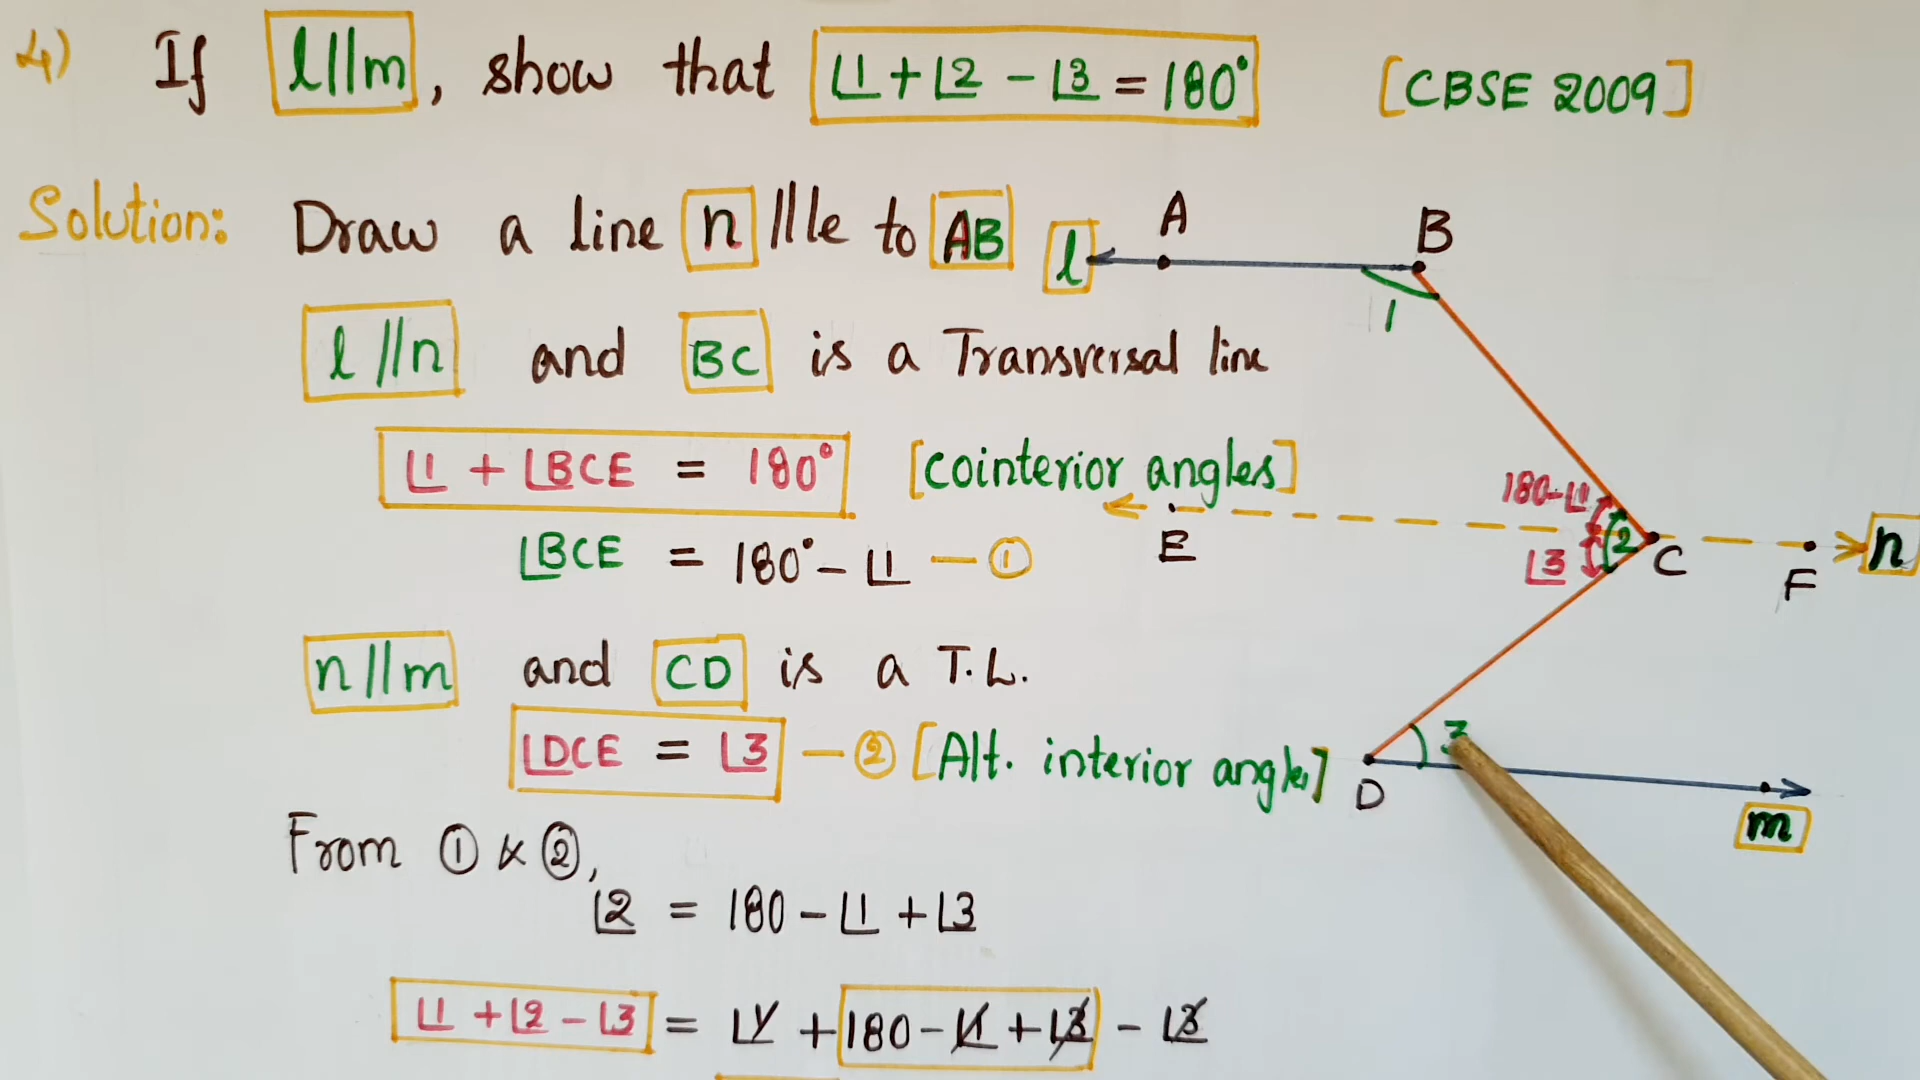 4) If l||m, show that ∠1+∠2-∠3=180° [CBSE 2009]
Solution: Draw a line n ||le to AB
l//n and BC is a Transversal line
∠1 + ∠BCE = 180° [cointerior angles]
∠BCE = 180°-∠1 — ①
n||m and CD is a T.L.
∠DCE = ∠3 — ② [Alt. interior angles]
From ① & ②,
∠2 = 180-∠1+∠3
∠1+∠2-∠3 = ∠1+180-∠1+∠3-∠3
l
A
B
1
180-∠1
∠3
2
C
E
F
n
3
D
m